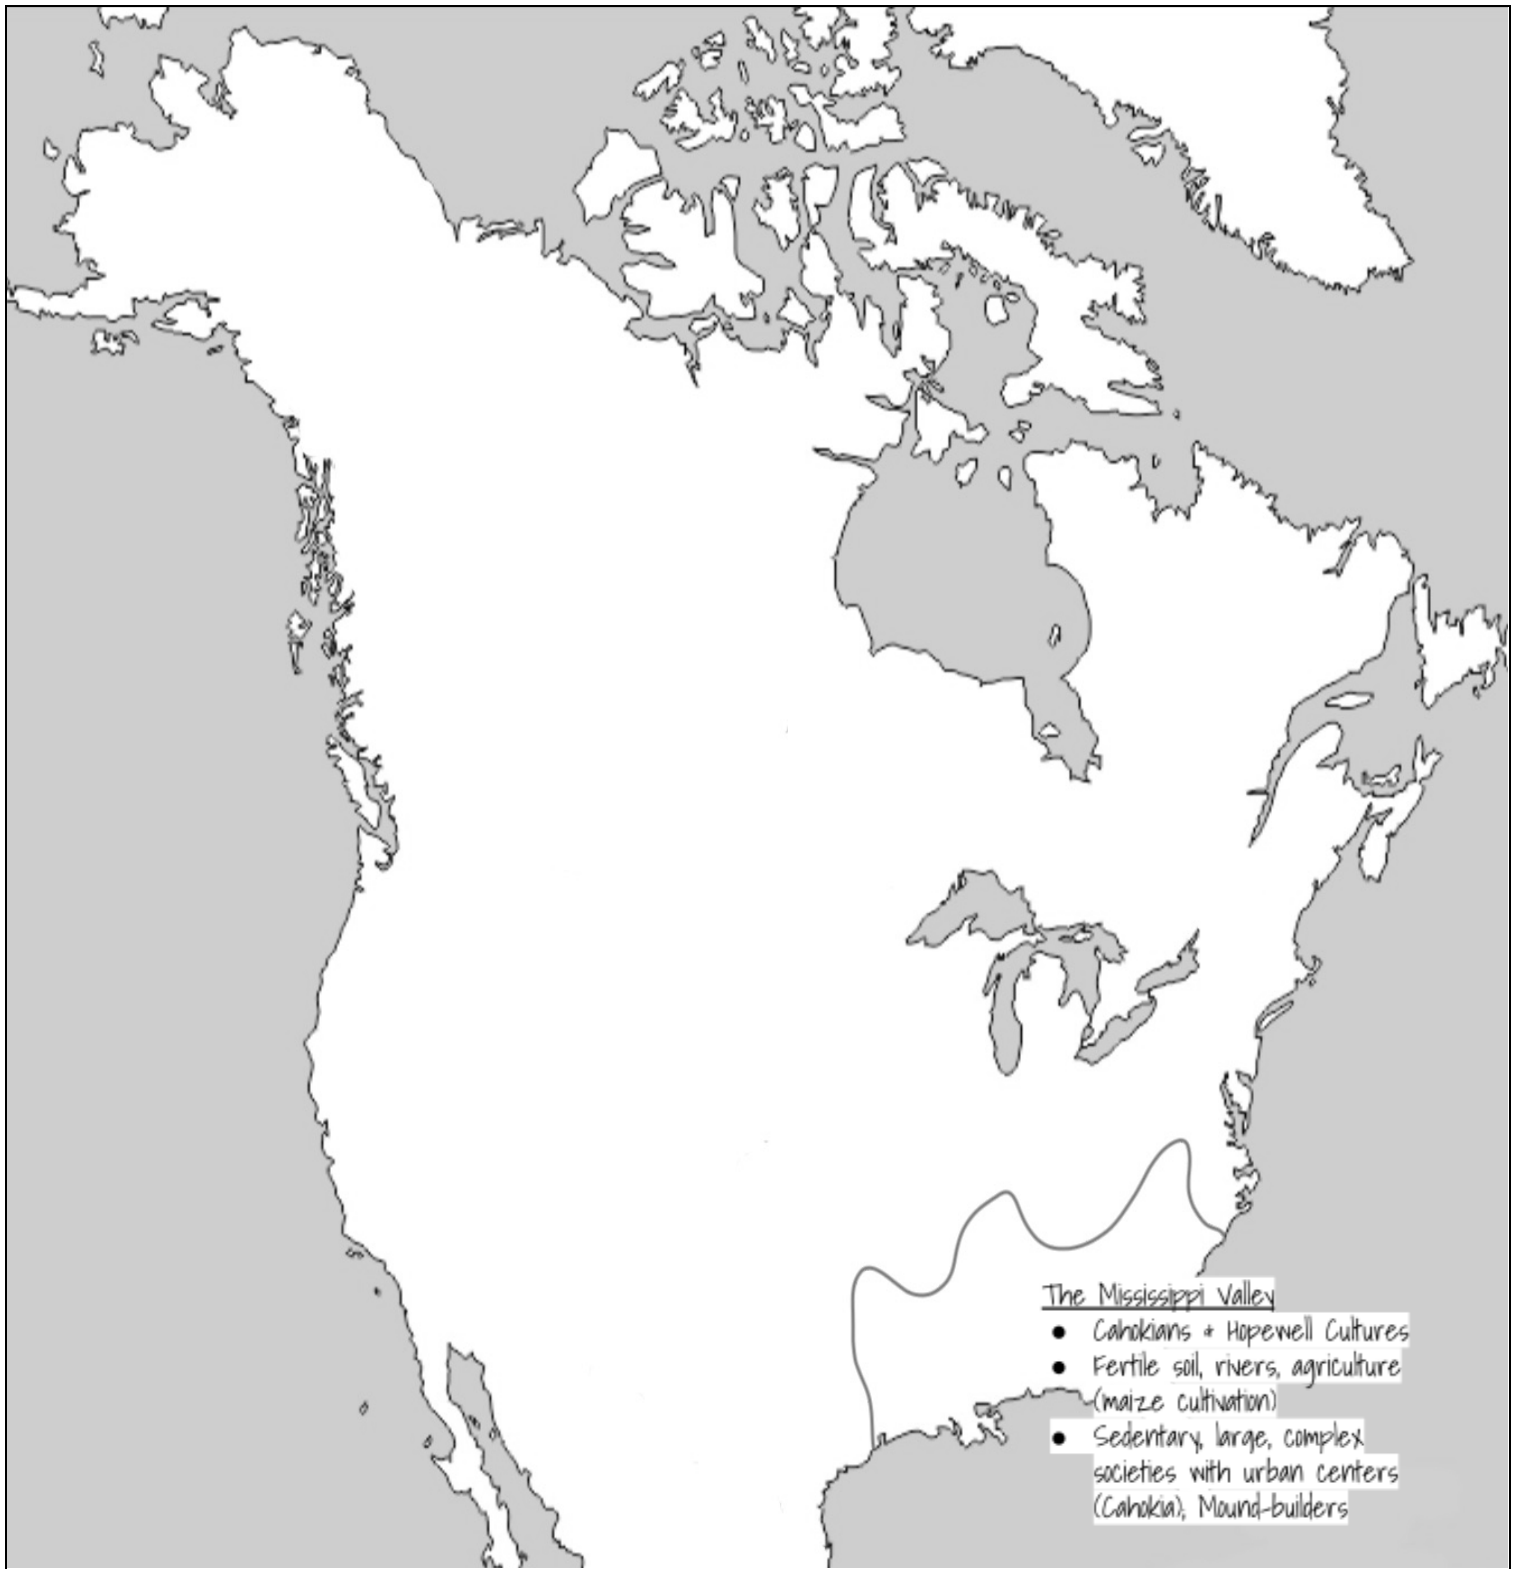 The Mississippi Valley
● Cahokians & Hopewell Cultures
● Fertile soil, rivers, agriculture
(maize cultivation)
● Sedentary, large, complex
societies with urban centers
(Cahokia), Mound-builders